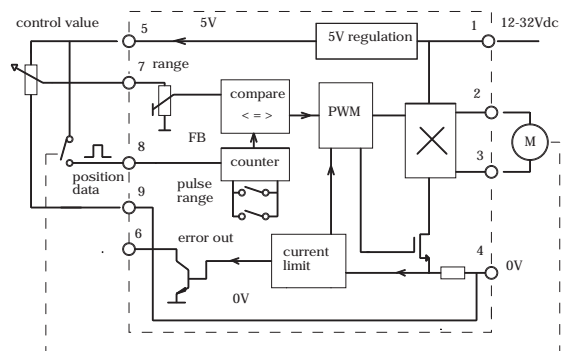 control value
5
5V
5V regulation
1
12-32Vdc
7
range
compare
< = >
PWM
2
M
FB
8
counter
3
position
data
pulse
range
9
6
error out
current
limit
4
0V
0V